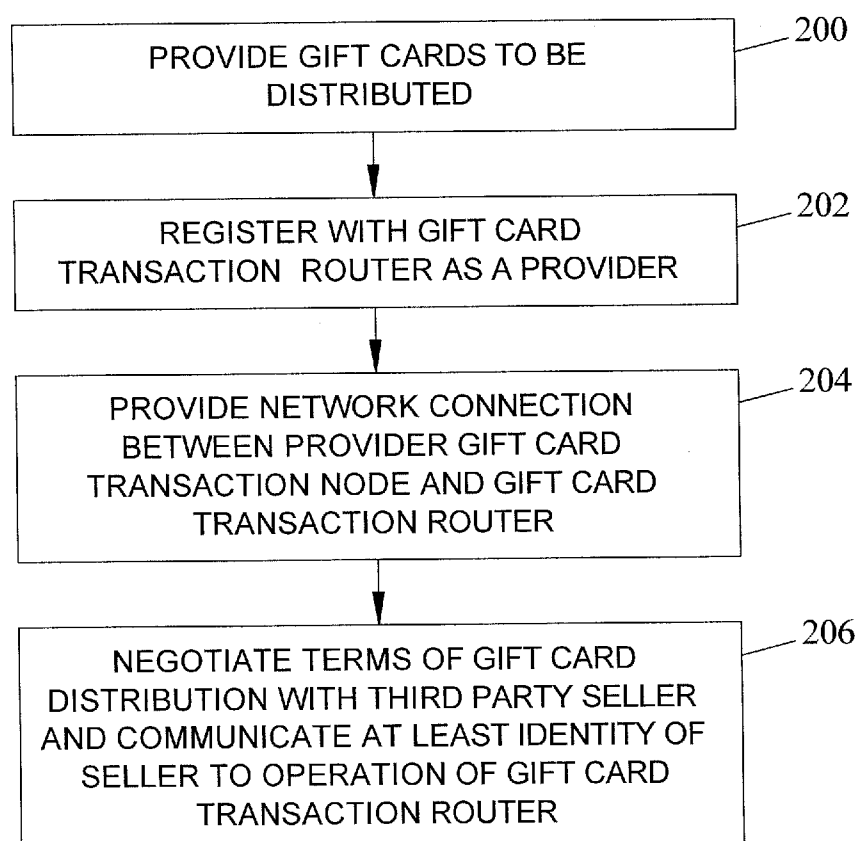 PROVIDE GIFT CARDS TO BE
DISTRIBUTED
200
REGISTER WITH GIFT CARD
TRANSACTION ROUTER AS A PROVIDER
202
PROVIDE NETWORK CONNECTION
BETWEEN PROVIDER GIFT CARD
TRANSACTION NODE AND GIFT CARD
TRANSACTION ROUTER
204
NEGOTIATE TERMS OF GIFT CARD
DISTRIBUTION WITH THIRD PARTY SELLER
AND COMMUNICATE AT LEAST IDENTITY OF
SELLER TO OPERATION OF GIFT CARD
TRANSACTION ROUTER
206